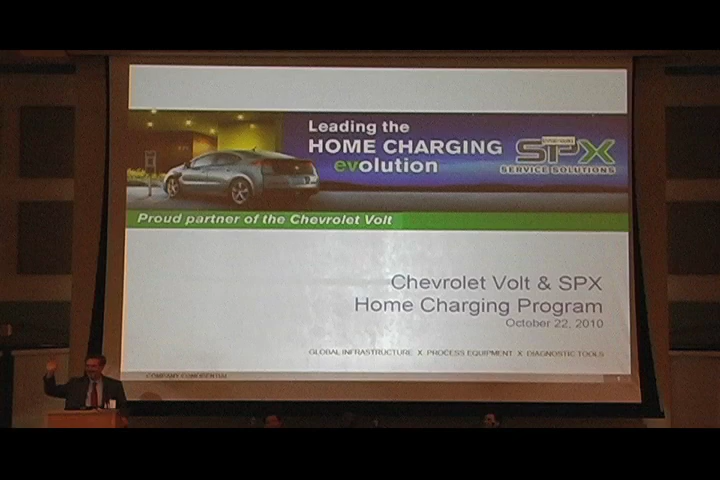 Leading the
HOME CHARGING
evolution
SPX
SERVICE SOLUTIONS
Proud partner of the Chevrolet Volt
Chevrolet Volt & SPX
Home Charging Program
October 22, 2010
GLOBAL INFRASTRUCTURE X PROCESS EQUIPMENT X DIAGNOSTIC TOOLS
COMPANY CONFIDENTIAL